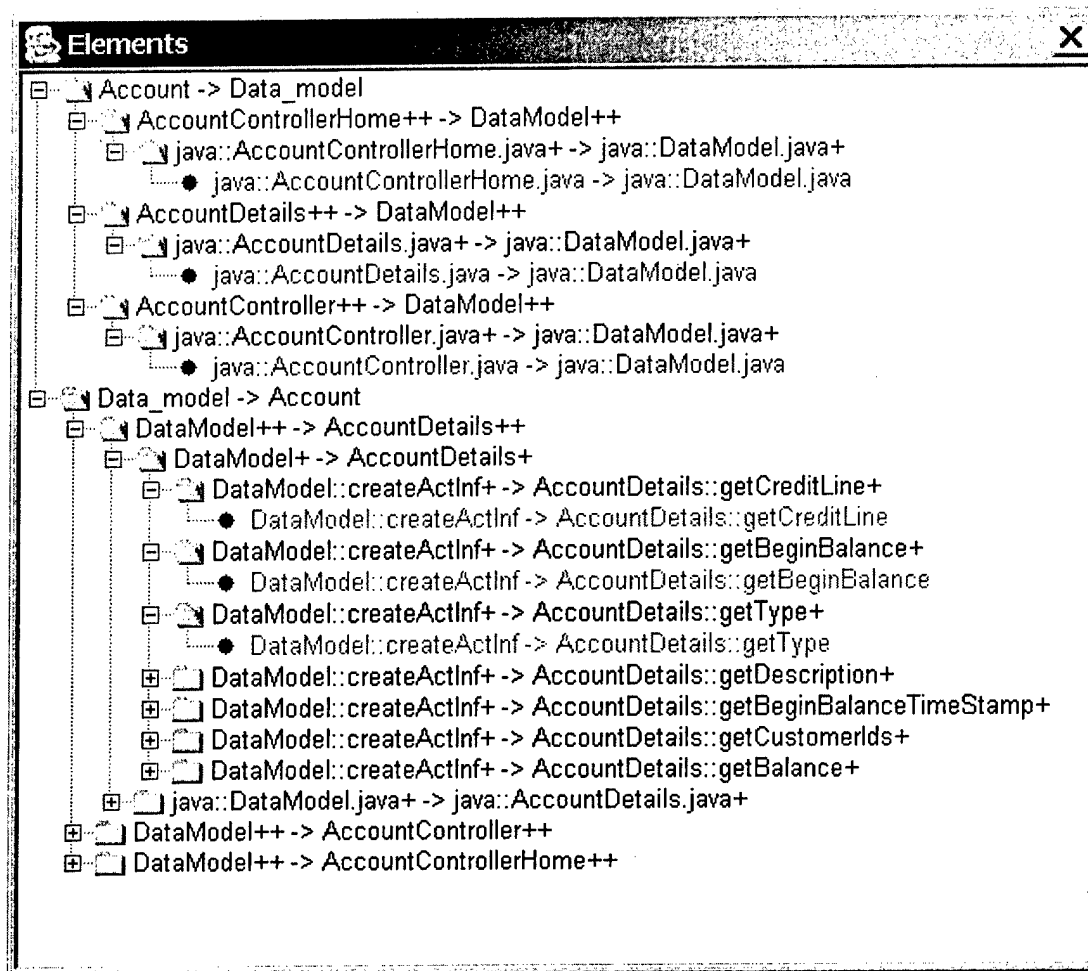 Elements
Account -> Data_model
AccountControllerHome++ -> DataModel++
java::AccountControllerHome.java+ -> java::DataModel.java+
java::AccountControllerHome.java -> java::DataModel.java
AccountDetails++ -> DataModel++
java::AccountDetails.java+ -> java::DataModel.java+
java::AccountDetails.java -> java::DataModel.java
AccountController++ -> DataModel++
java::AccountController.java+ -> java::DataModel.java+
java::AccountController.java -> java::DataModel.java
Data_model -> Account
DataModel++ -> AccountDetails++
DataModel+ -> AccountDetails+
DataModel::createActInf+ -> AccountDetails::getCreditLine+
DataModel::createActInf -> AccountDetails::getCreditLine
DataModel::createActInf+ -> AccountDetails::getBeginBalance+
DataModel::createActInf -> AccountDetails::getBeginBalance
DataModel::createActInf+ -> AccountDetails::getType+
DataModel::createActInf -> AccountDetails::getType
DataModel::createActInf+ -> AccountDetails::getDescription+
DataModel::createActInf+ -> AccountDetails::getBeginBalanceTimeStamp+
DataModel::createActInf+ -> AccountDetails::getCustomerIds+
DataModel::createActInf+ -> AccountDetails::getBalance+
java::DataModel.java+ -> java::AccountDetails.java+
DataModel++ -> AccountController++
DataModel++ -> AccountControllerHome++